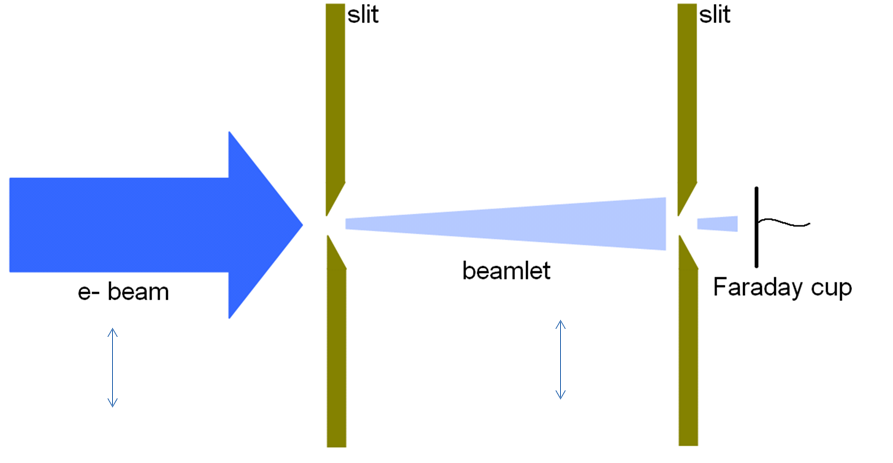 slit
slit
e- beam
beamlet
Faraday cup